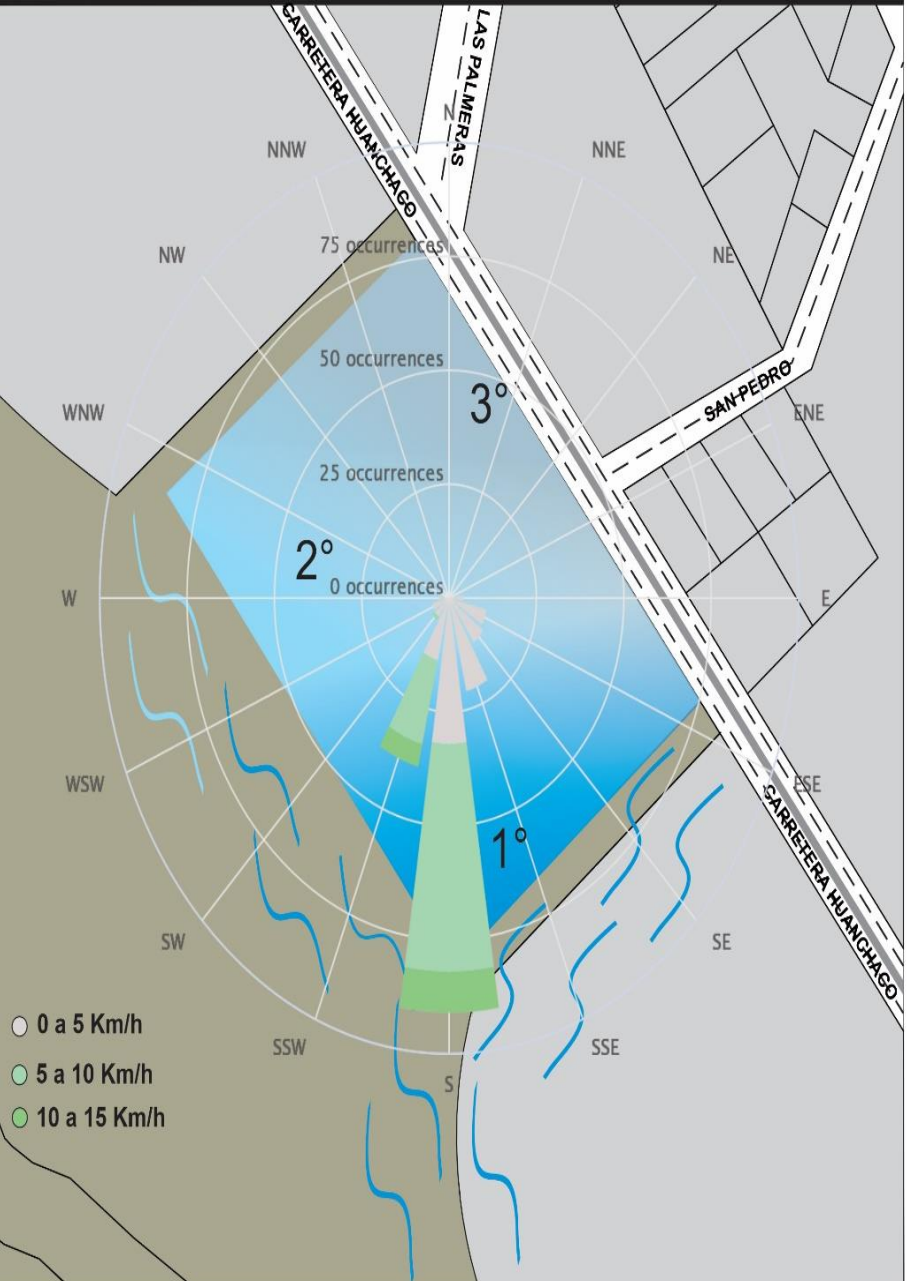 CARRETERA HUANCHACO
LAS PALMERAS
N
NNW
NNE
75 occurrences
NW
NE
50 occurrences
SAN PEDRO
3°
WNW
ENE
25 occurrences
2°
0 occurrences
W
E
WSW
ESE
CARRETERA HUANCHACO
1°
SW
SE
0 a 5 Km/h
SSW
SSE
5 a 10 Km/h
S
10 a 15 Km/h